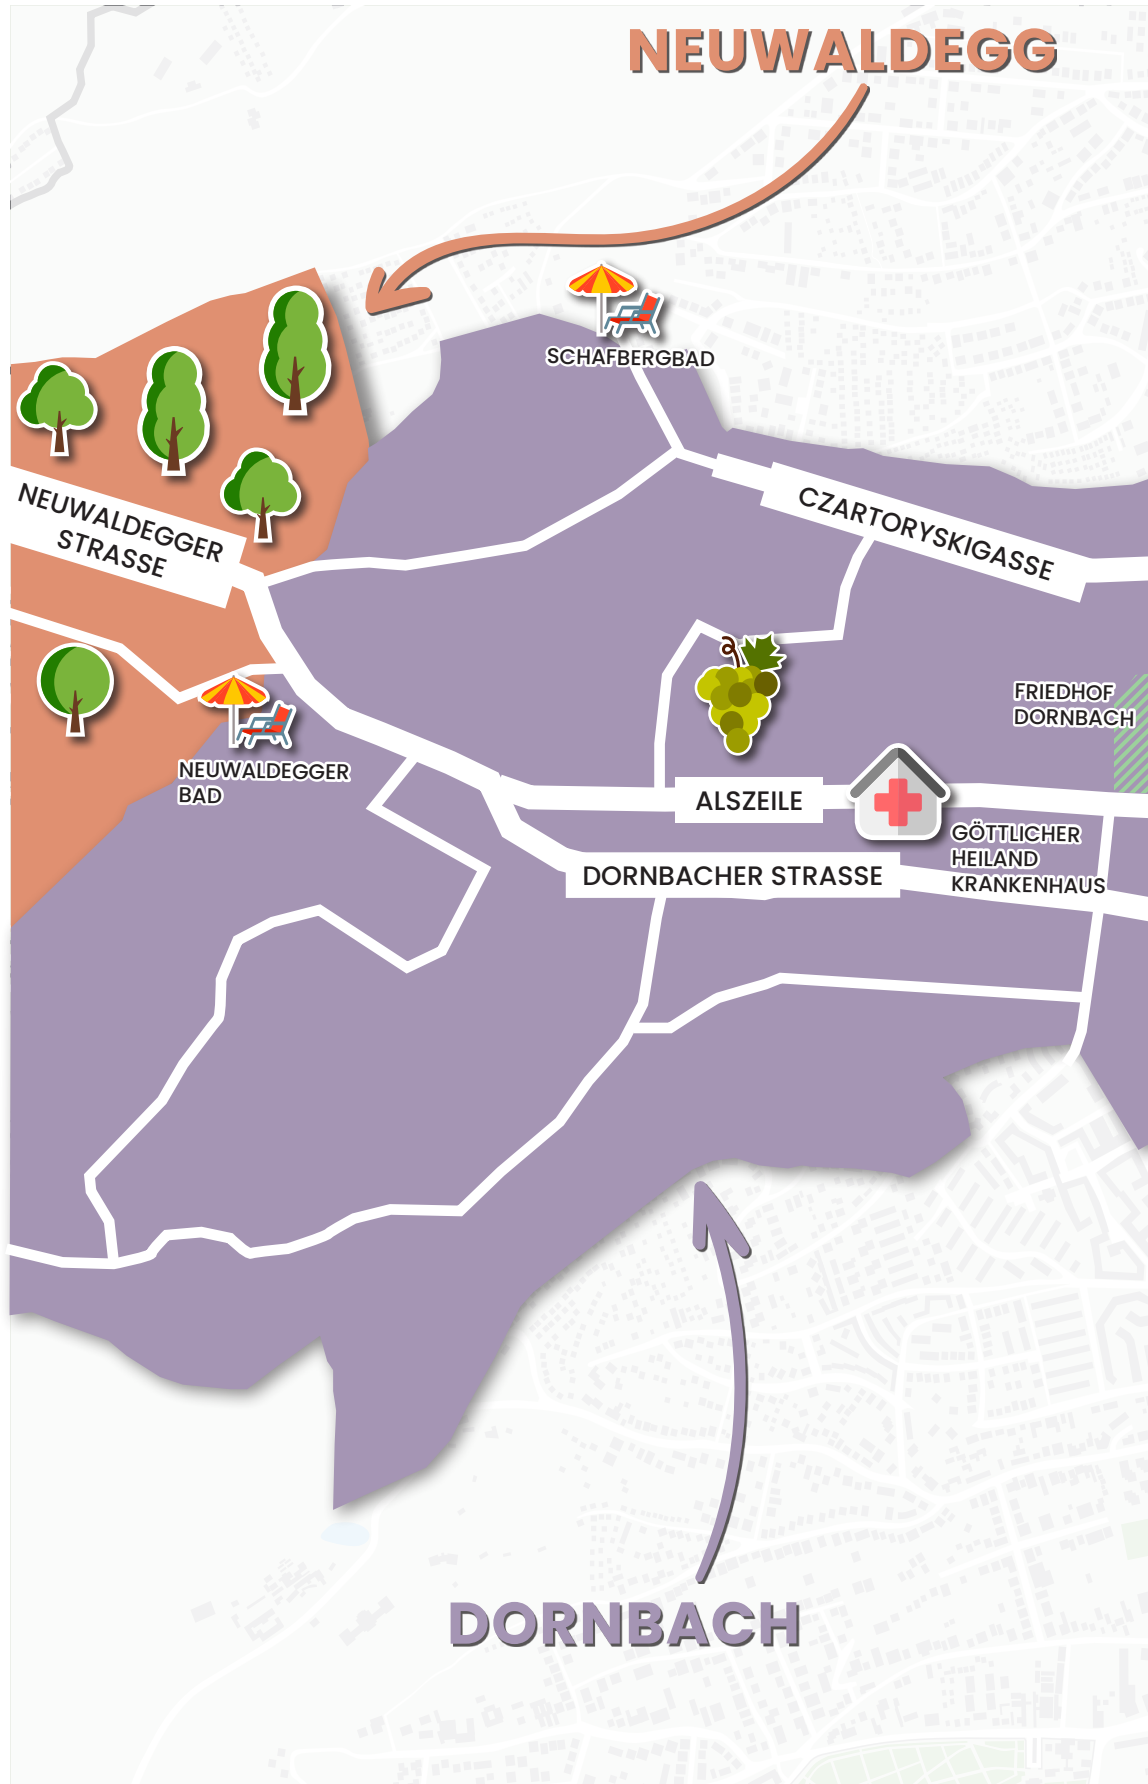 NEUWALDEGG
SCHAFBERGBAD
NEUWALDEGGER
STRASSE
CZARTORYSKIGASSE
FRIEDHOF
DORNBACH
NEUWALDEGGER
BAD
ALSZEILE
GÖTTLICHER
HEILAND
KRANKENHAUS
DORNBACHER STRASSE
DORNBACH